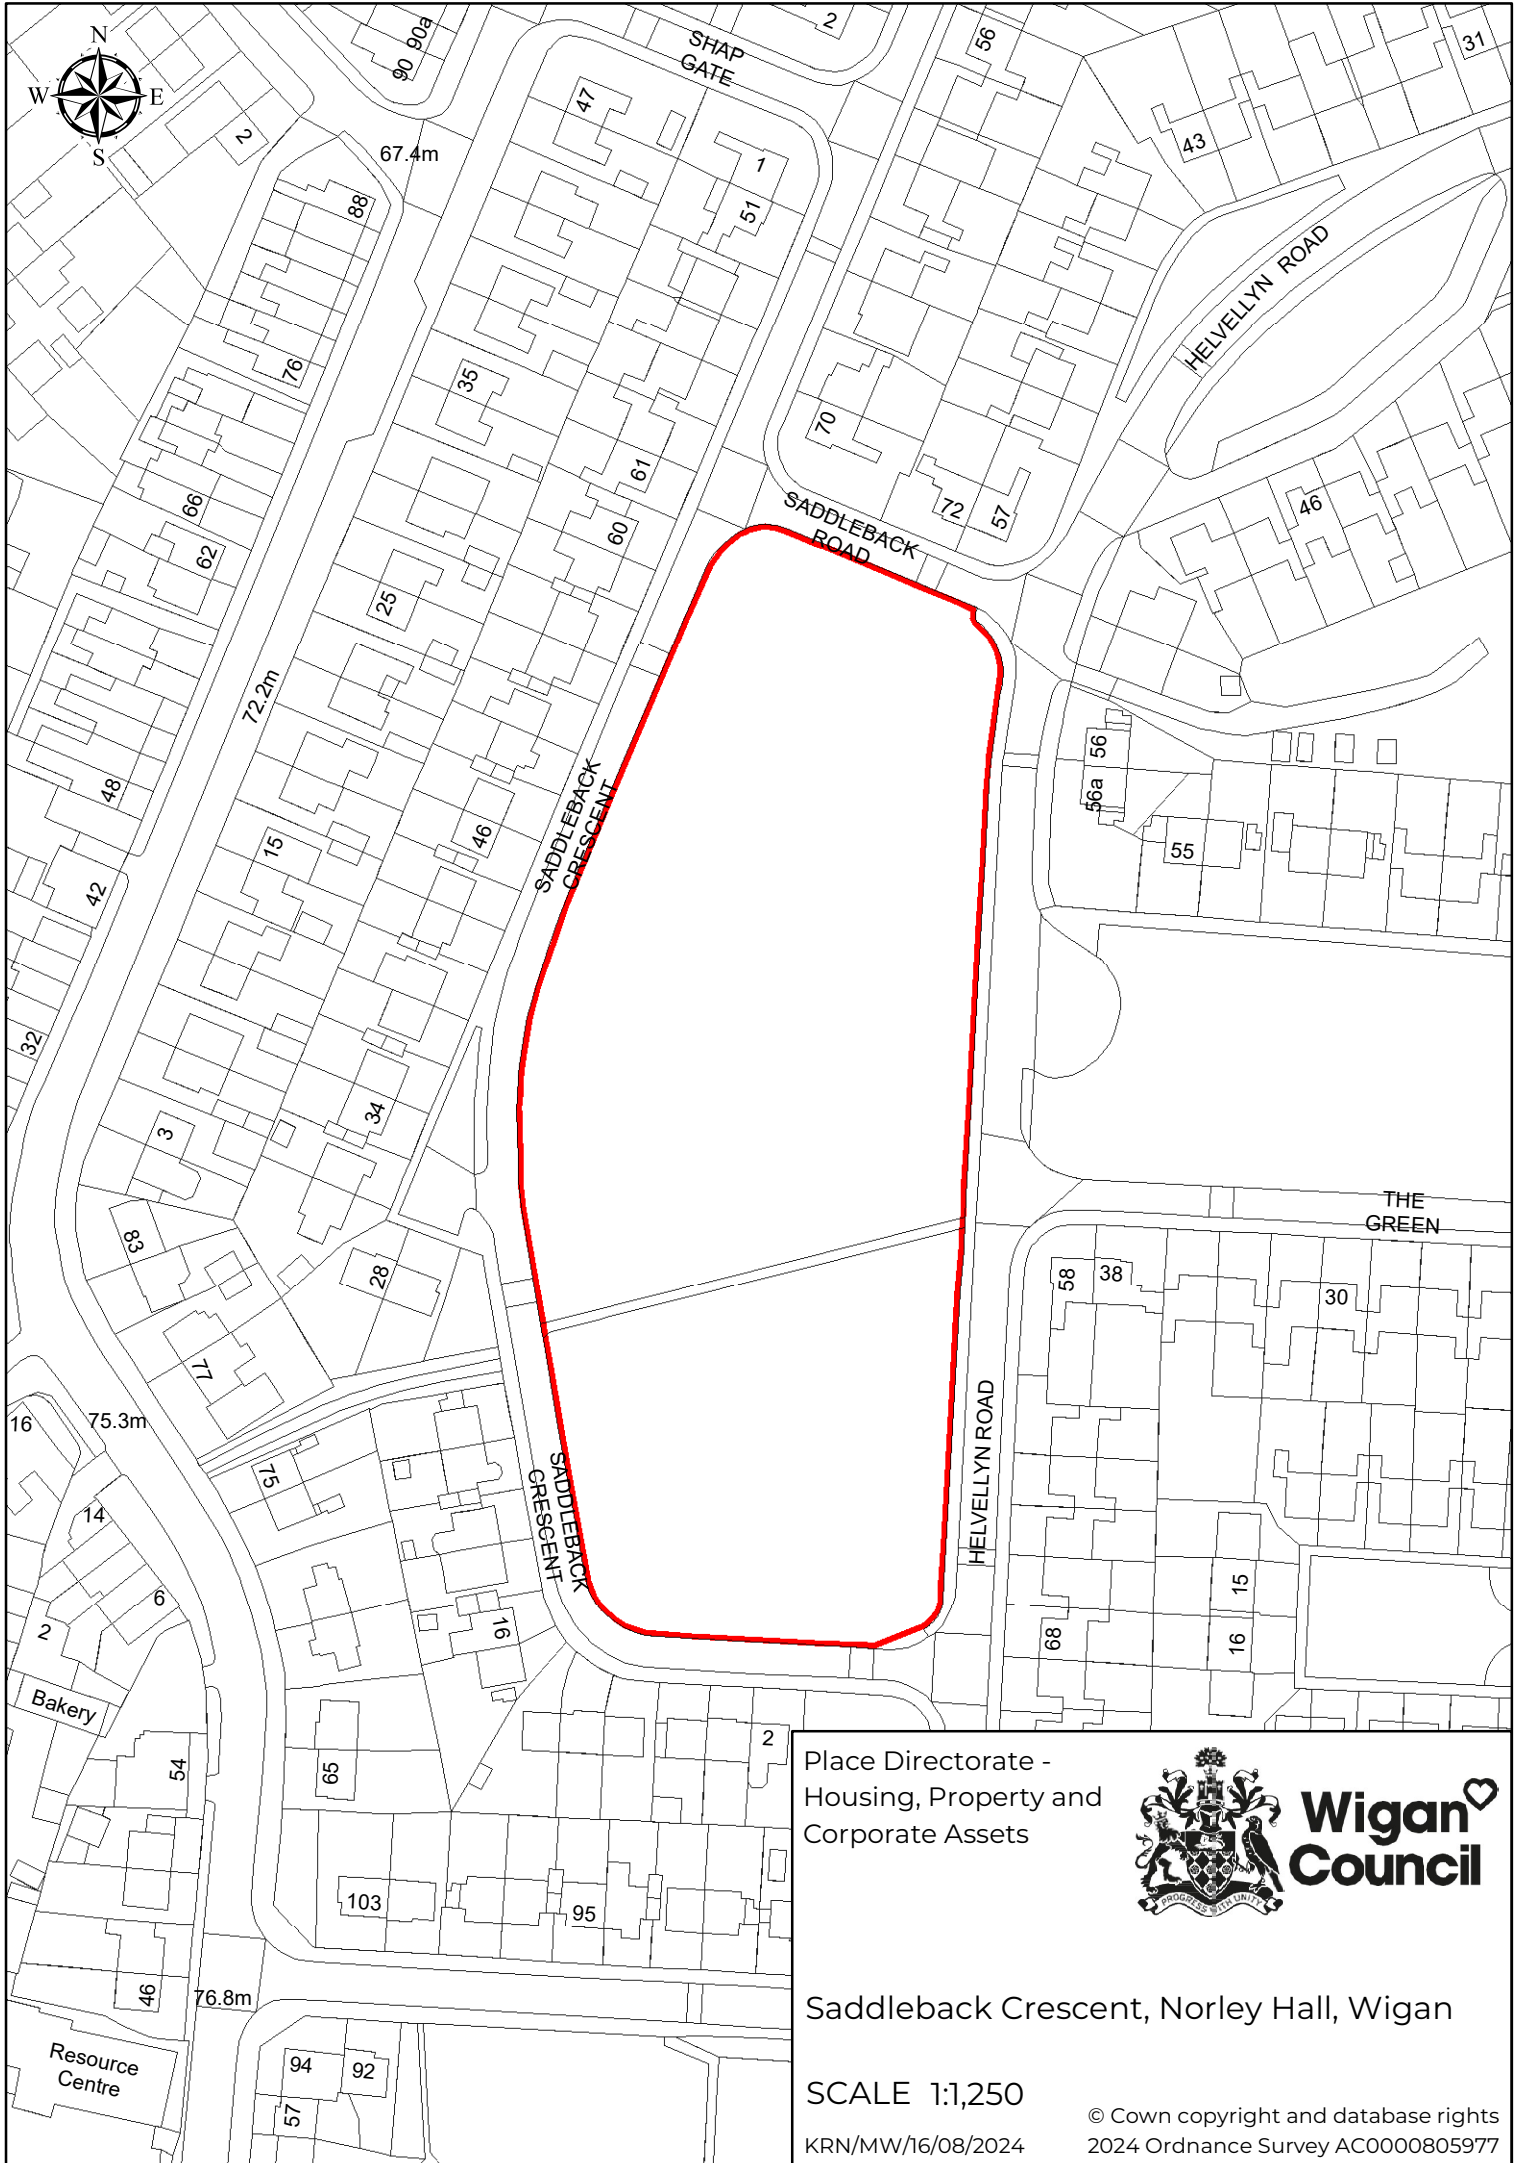 N
W
E
S
90
90a
2
SHAP
GATE
56
31
47
43
2
67.4m
1
51
88
HELVELLYN ROAD
76
35
70
61
66
60
72
57
46
SADDLEBACK
ROAD
62
25
72.2m
56
56a
48
SADDLEBACK
CRESCENT
15
46
55
42
32
34
3
THE
GREEN
83
28
58
38
30
77
16
75.3m
HELVELLYN ROAD
75
SADDLEBACK
CRESCENT
14
6
16
15
2
68
16
Bakery
54
65
2
103
95
46
76.8m
Resource
Centre
94
92
57
Place Directorate -
Housing, Property and
Corporate Assets
PROGRESS WITH UNITY
Wigan
Council
Saddleback Crescent, Norley Hall, Wigan
SCALE 1:1,250
KRN/MW/16/08/2024
© Cown copyright and database rights
2024 Ordnance Survey AC0000805977